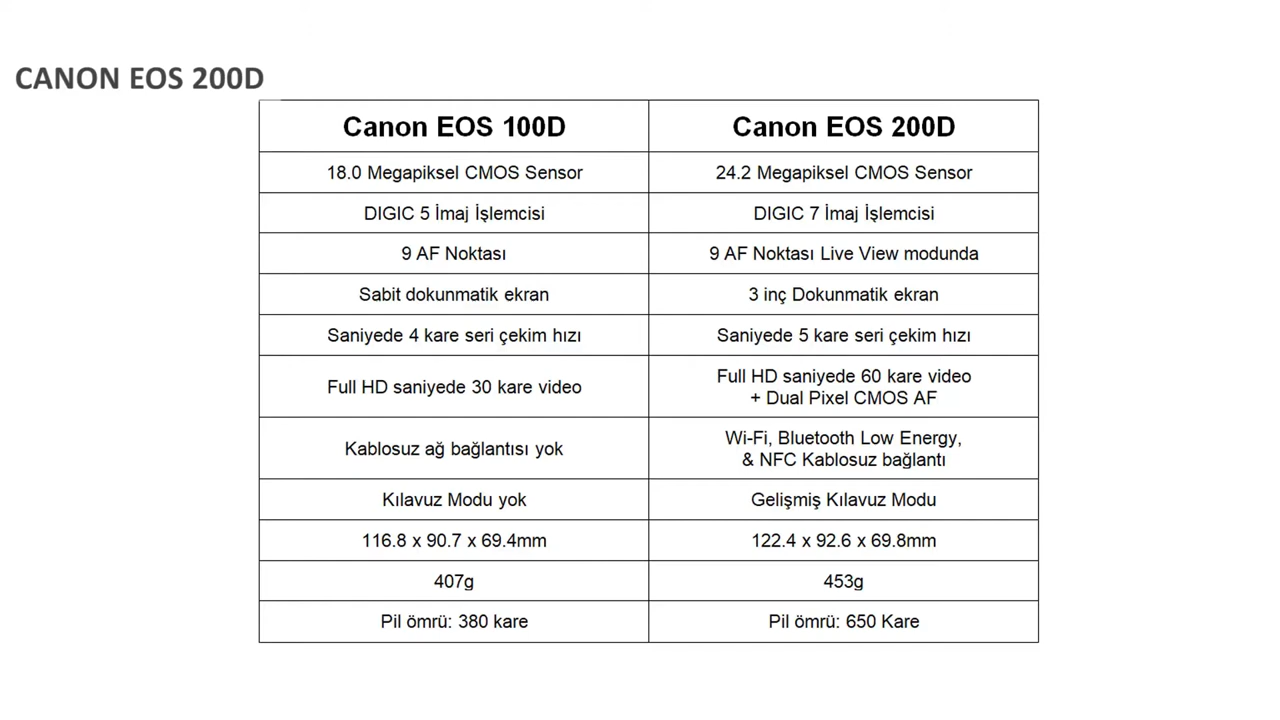 CANON EOS 200D
Canon EOS 100D
Canon EOS 200D
18.0 Megapiksel CMOS Sensor
24.2 Megapiksel CMOS Sensor
DIGIC 5 İmaj İşlemcisi
DIGIC 7 İmaj İşlemcisi
9 AF Noktası
9 AF Noktası Live View modunda
Sabit dokunmatik ekran
3 inç Dokunmatik ekran
Saniyede 4 kare seri çekim hızı
Saniyede 5 kare seri çekim hızı
Full HD saniyede 30 kare video
Full HD saniyede 60 kare video
+ Dual Pixel CMOS AF
Kablosuz ağ bağlantısı yok
Wi-Fi, Bluetooth Low Energy,
& NFC Kablosuz bağlantı
Kılavuz Modu yok
Gelişmiş Kılavuz Modu
116.8 x 90.7 x 69.4mm
122.4 x 92.6 x 69.8mm
407g
453g
Pil ömrü: 380 kare
Pil ömrü: 650 Kare